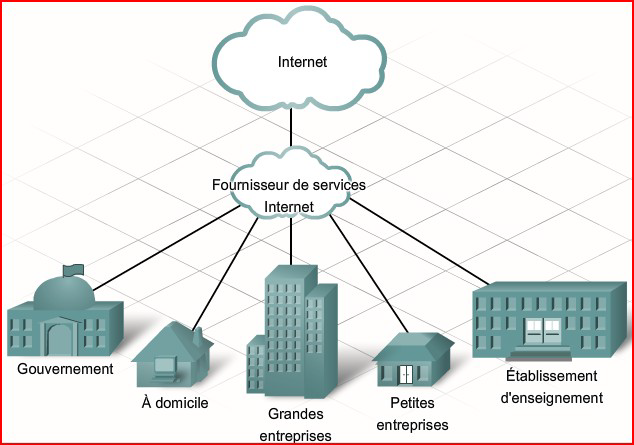 Internet
Fournisseur de services
Internet
Gouvernement
À domicile
Grandes
entreprises
Petites
entreprises
Établissement
d'enseignement